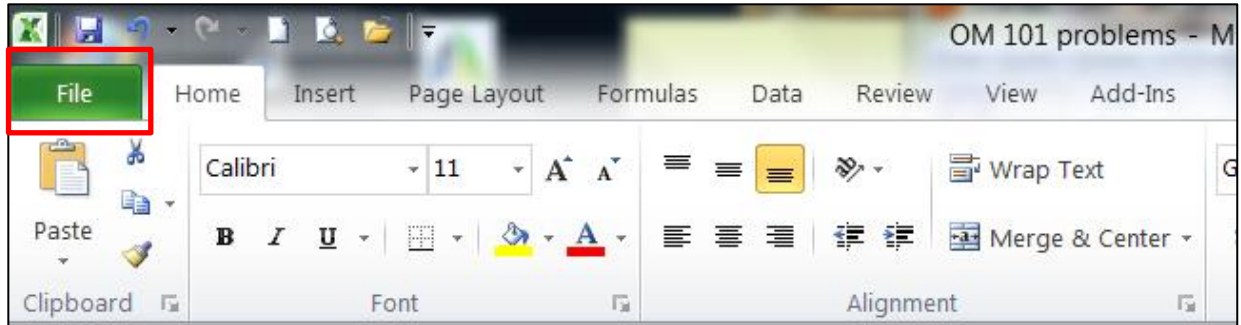 OM 101 problems - M
File Home Insert Page Layout Formulas Data Review View Add-Ins
Calibri 11 A A Wrap Text G
Paste B I U A Merge & Center
Clipboard Font Alignment